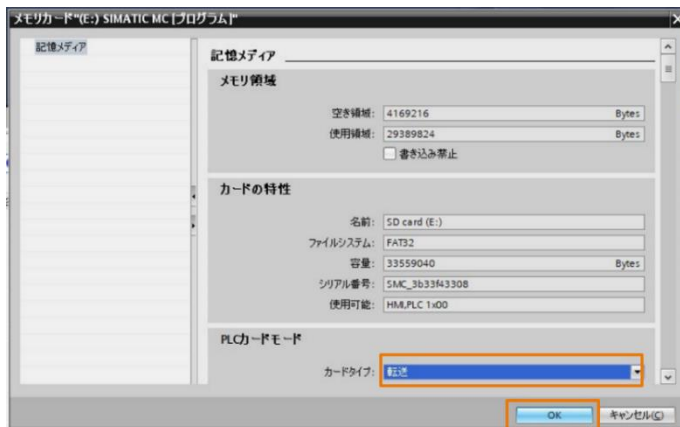 メモリカード"(E:) SIMATIC MC [プログラム]"
記憶メディア
記憶メディア
メモリ領域
空き領域: 4169216 Bytes
使用領域: 29389824 Bytes
書き込み禁止
カードの特性
名前: SD card (E:)
ファイルシステム: FAT32
容量: 33559040 Bytes
シリアル番号: SMC_3b33f43308
使用可能: HMI,PLC 1x00
PLCカードモード
カードタイプ: 転送
OK キャンセル(C)